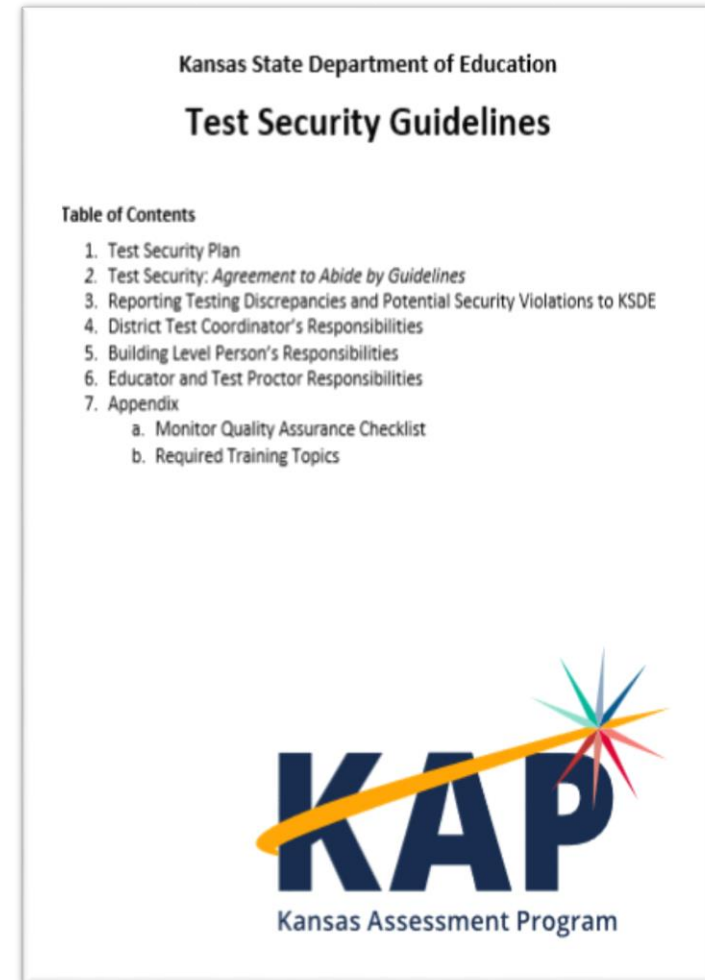 Kansas State Department of Education
Test Security Guidelines
Table of Contents
1. Test Security Plan
2. Test Security: Agreement to Abide by Guidelines
3. Reporting Testing Discrepancies and Potential Security Violations to KSDE
4. District Test Coordinator's Responsibilities
5. Building Level Person's Responsibilities
6. Educator and Test Proctor Responsibilities
7. Appendix
a. Monitor Quality Assurance Checklist
b. Required Training Topics
KAP
Kansas Assessment Program